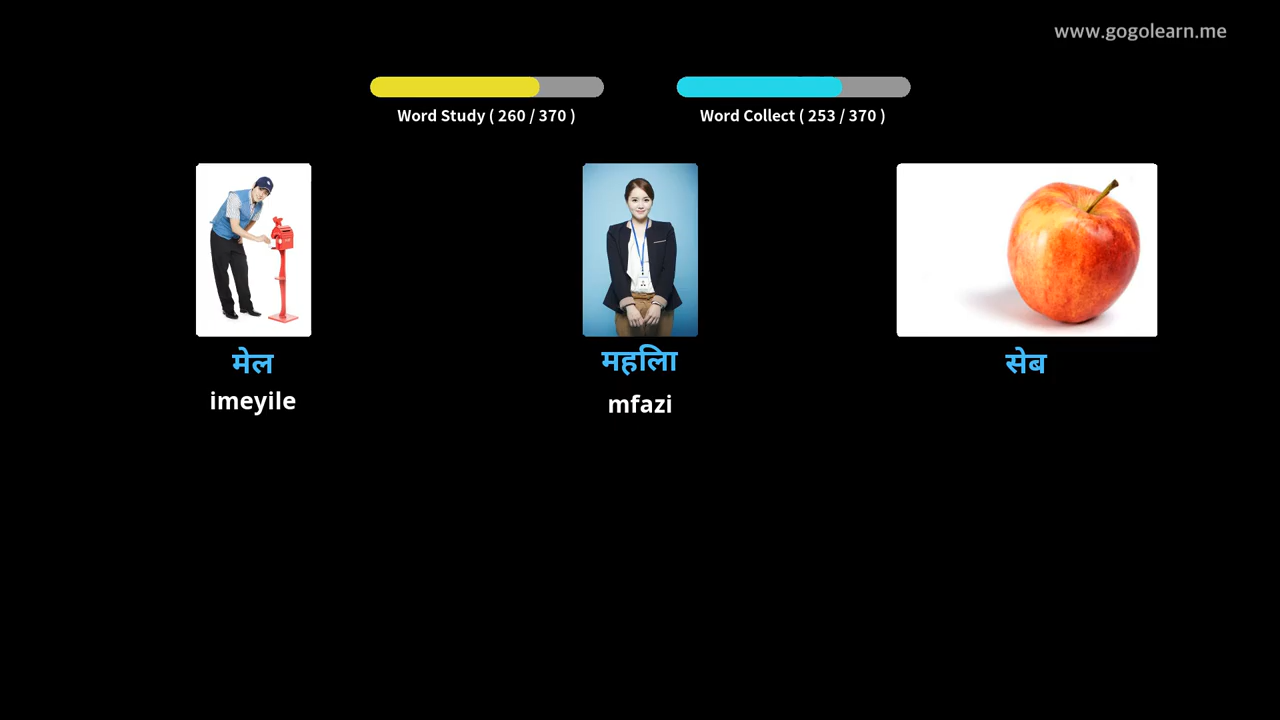 www.gogolearn.me
Word Study ( 260 / 370 )
Word Collect ( 253 / 370 )
मेल
महिला
सेब
imeyile
mfazi